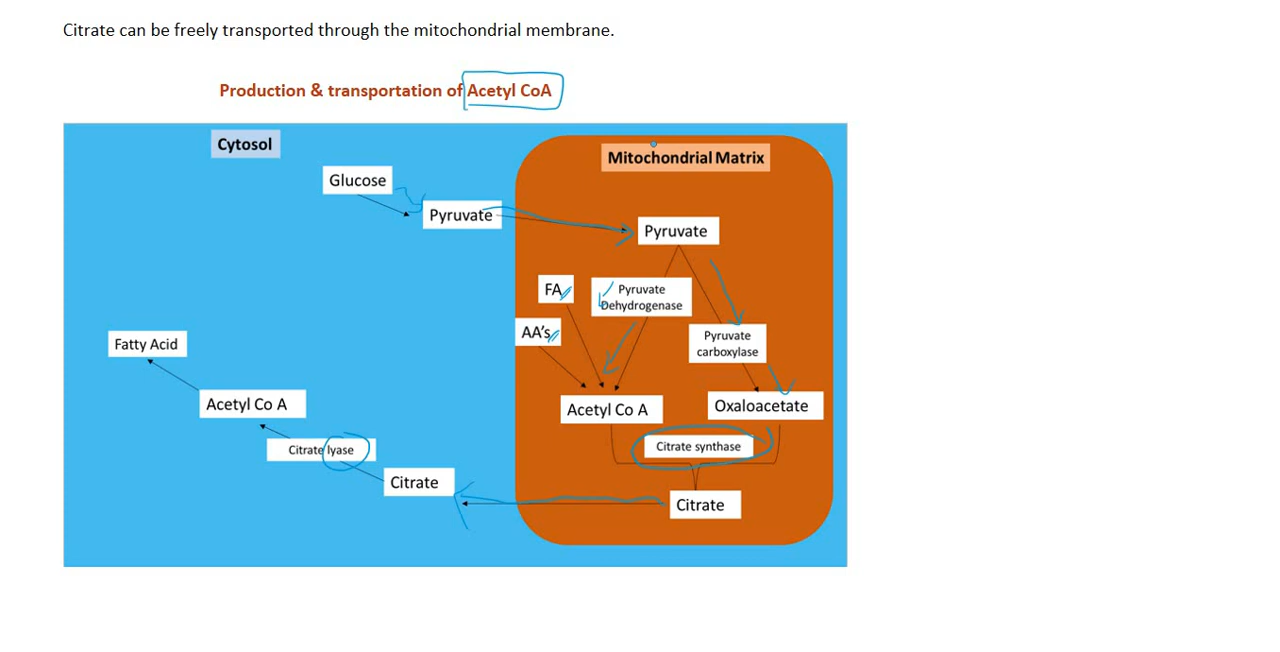 Citrate can be freely transported through the mitochondrial membrane.
Production & transportation of Acetyl CoA
Cytosol
Mitochondrial Matrix
Glucose
Pyruvate
Pyruvate
FA
Pyruvate
Dehydrogenase
AA's
Pyruvate
carboxylase
Fatty Acid
Acetyl Co A
Acetyl Co A
Oxaloacetate
Citrate lyase
Citrate synthase
Citrate
Citrate